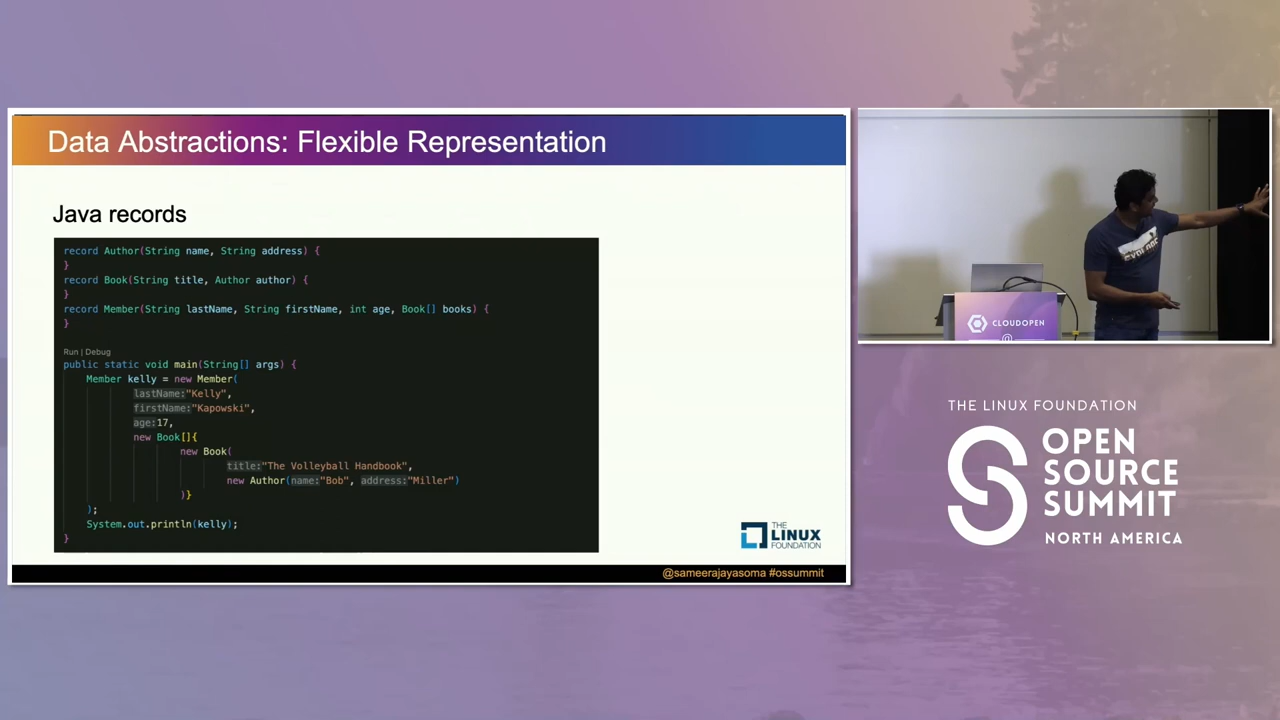 Data Abstractions: Flexible Representation
Java records
record Author(String name, String address) {
}
record Book(String title, Author author) {
}
record Member(String lastName, String firstName, int age, Book[] books) {
}
Run | Debug
public static void main(String[] args) {
Member kelly = new Member(
lastName:"Kelly",
firstName:"Kapowski",
age:17,
new Book[]{
new Book(
title:"The Volleyball Handbook",
new Author(name:"Bob", address:"Miller")
)}
);
System.out.println(kelly);
}
THE
LINUX
FOUNDATION
@sameerajayasoma #ossummit
EXPLORE
CLOUDOPEN
@
THE LINUX FOUNDATION
OPEN
SOURCE
SUMMIT
NORTH AMERICA